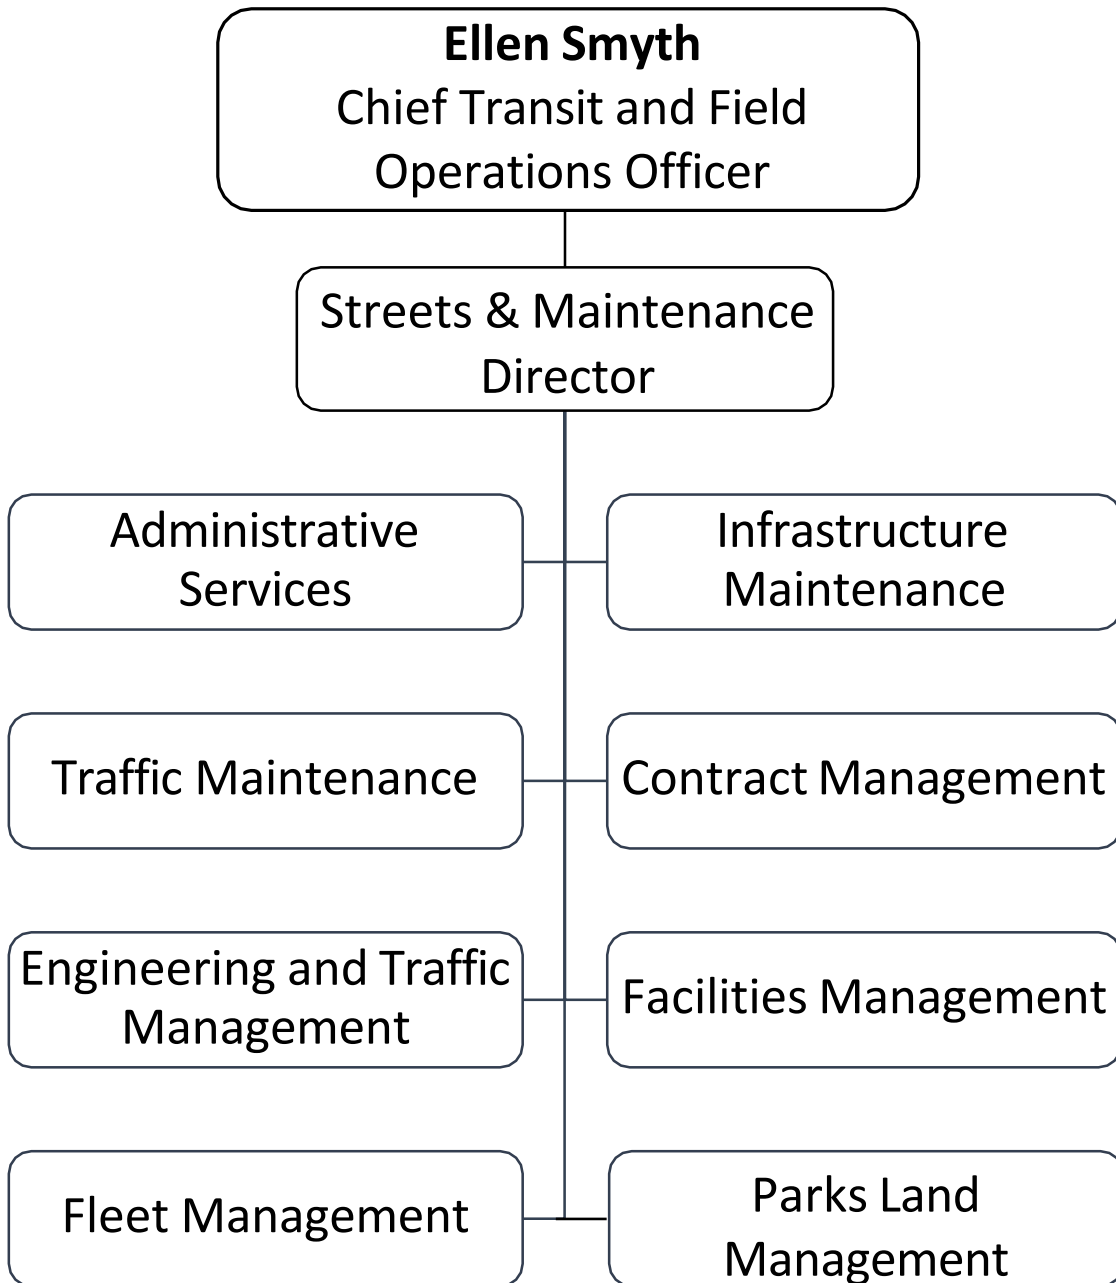 Ellen Smyth
Chief Transit and Field
Operations Officer
Streets & Maintenance
Director
Administrative
Services
Infrastructure
Maintenance
Traffic Maintenance
Contract Management
Engineering and Traffic
Management
Facilities Management
Fleet Management
Parks Land
Management